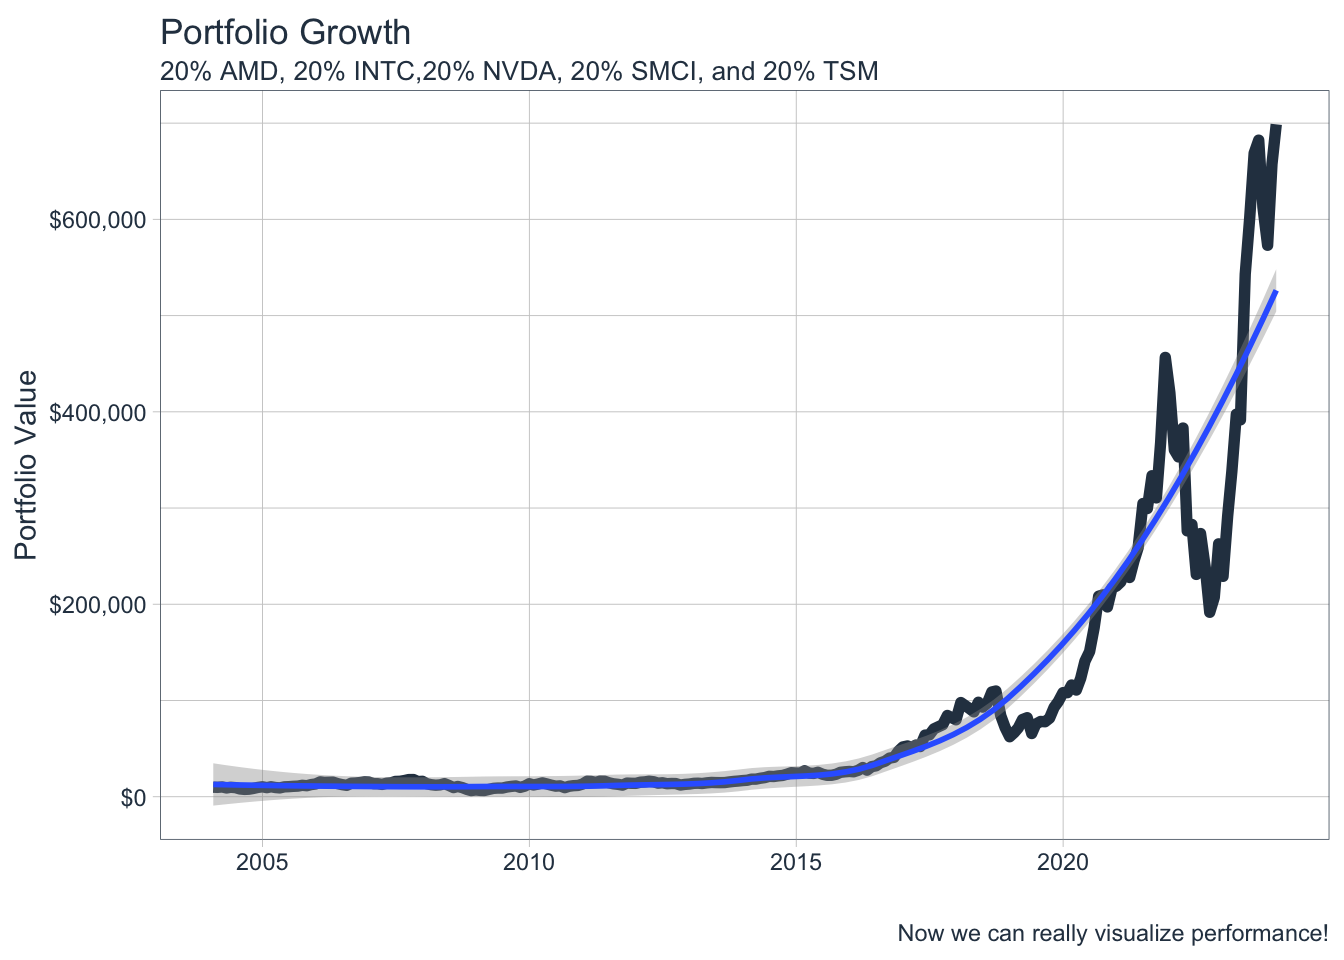 Portfolio Growth
20% AMD, 20% INTC,20% NVDA, 20% SMCI, and 20% TSM
Portfolio Value
$600,000
$400,000
$200,000
$0
2005 2010 2015 2020
Now we can really visualize performance!